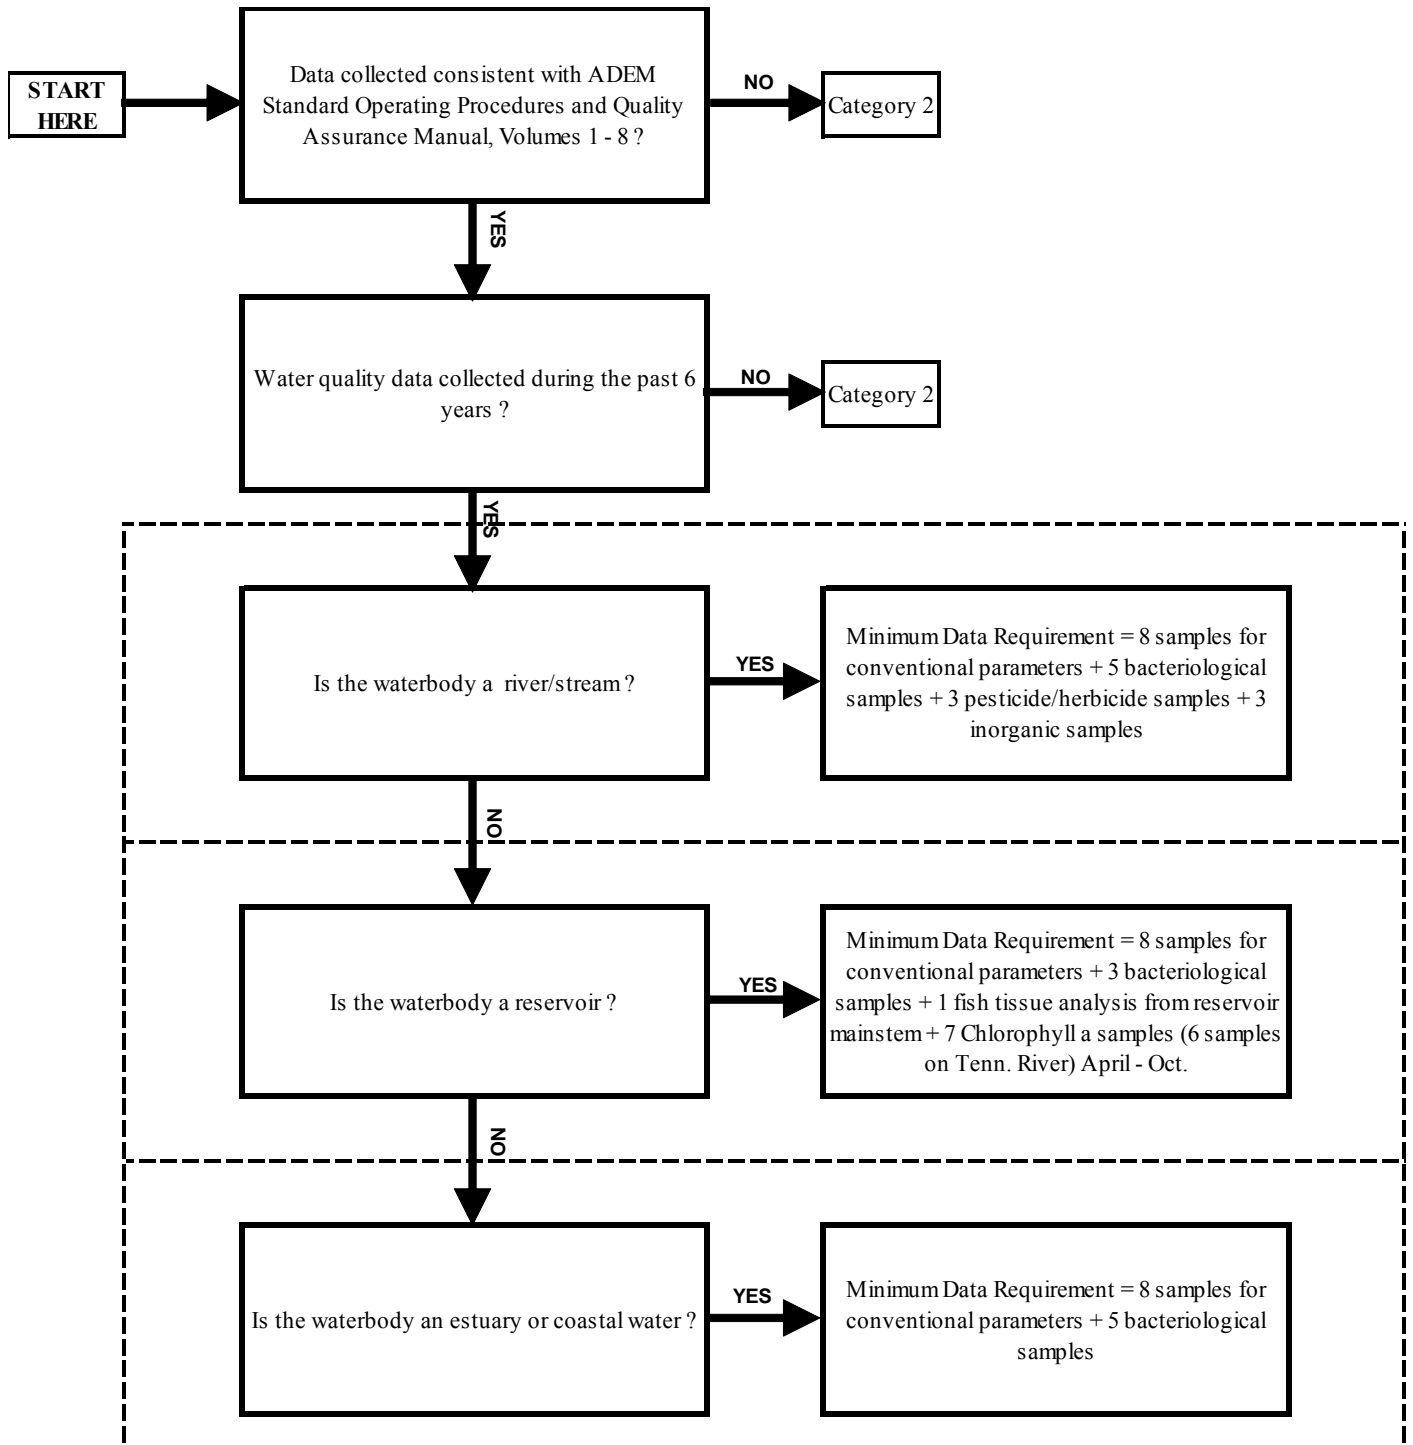 START
HERE
Data collected consistent with ADEM
Standard Operating Procedures and Quality
Assurance Manual, Volumes 1 - 8 ?
NO
Category 2
YES
Water quality data collected during the past 6
years ?
NO
Category 2
YES
Is the waterbody a river/stream ?
YES
Minimum Data Requirement = 8 samples for
conventional parameters + 5 bacteriological
samples + 3 pesticide/herbicide samples + 3
inorganic samples
NO
Is the waterbody a reservoir ?
YES
Minimum Data Requirement = 8 samples for
conventional parameters + 3 bacteriological
samples + 1 fish tissue analysis from reservoir
mainstem + 7 Chlorophyll a samples (6 samples
on Tenn. River) April - Oct.
NO
Is the waterbody an estuary or coastal water ?
YES
Minimum Data Requirement = 8 samples for
conventional parameters + 5 bacteriological
samples